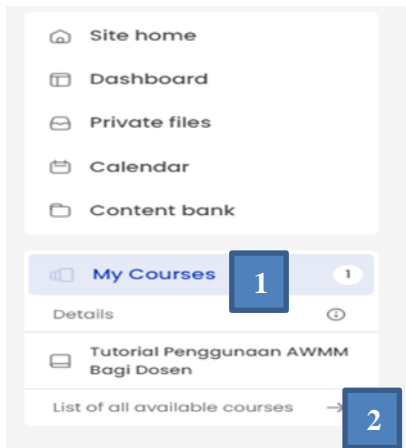 Site home
Dashboard
Private files
Calendar
Content bank
My Courses 1 1
Details
Tutorial Penggunaan AWMM
Bagi Dosen
List of all available courses 2